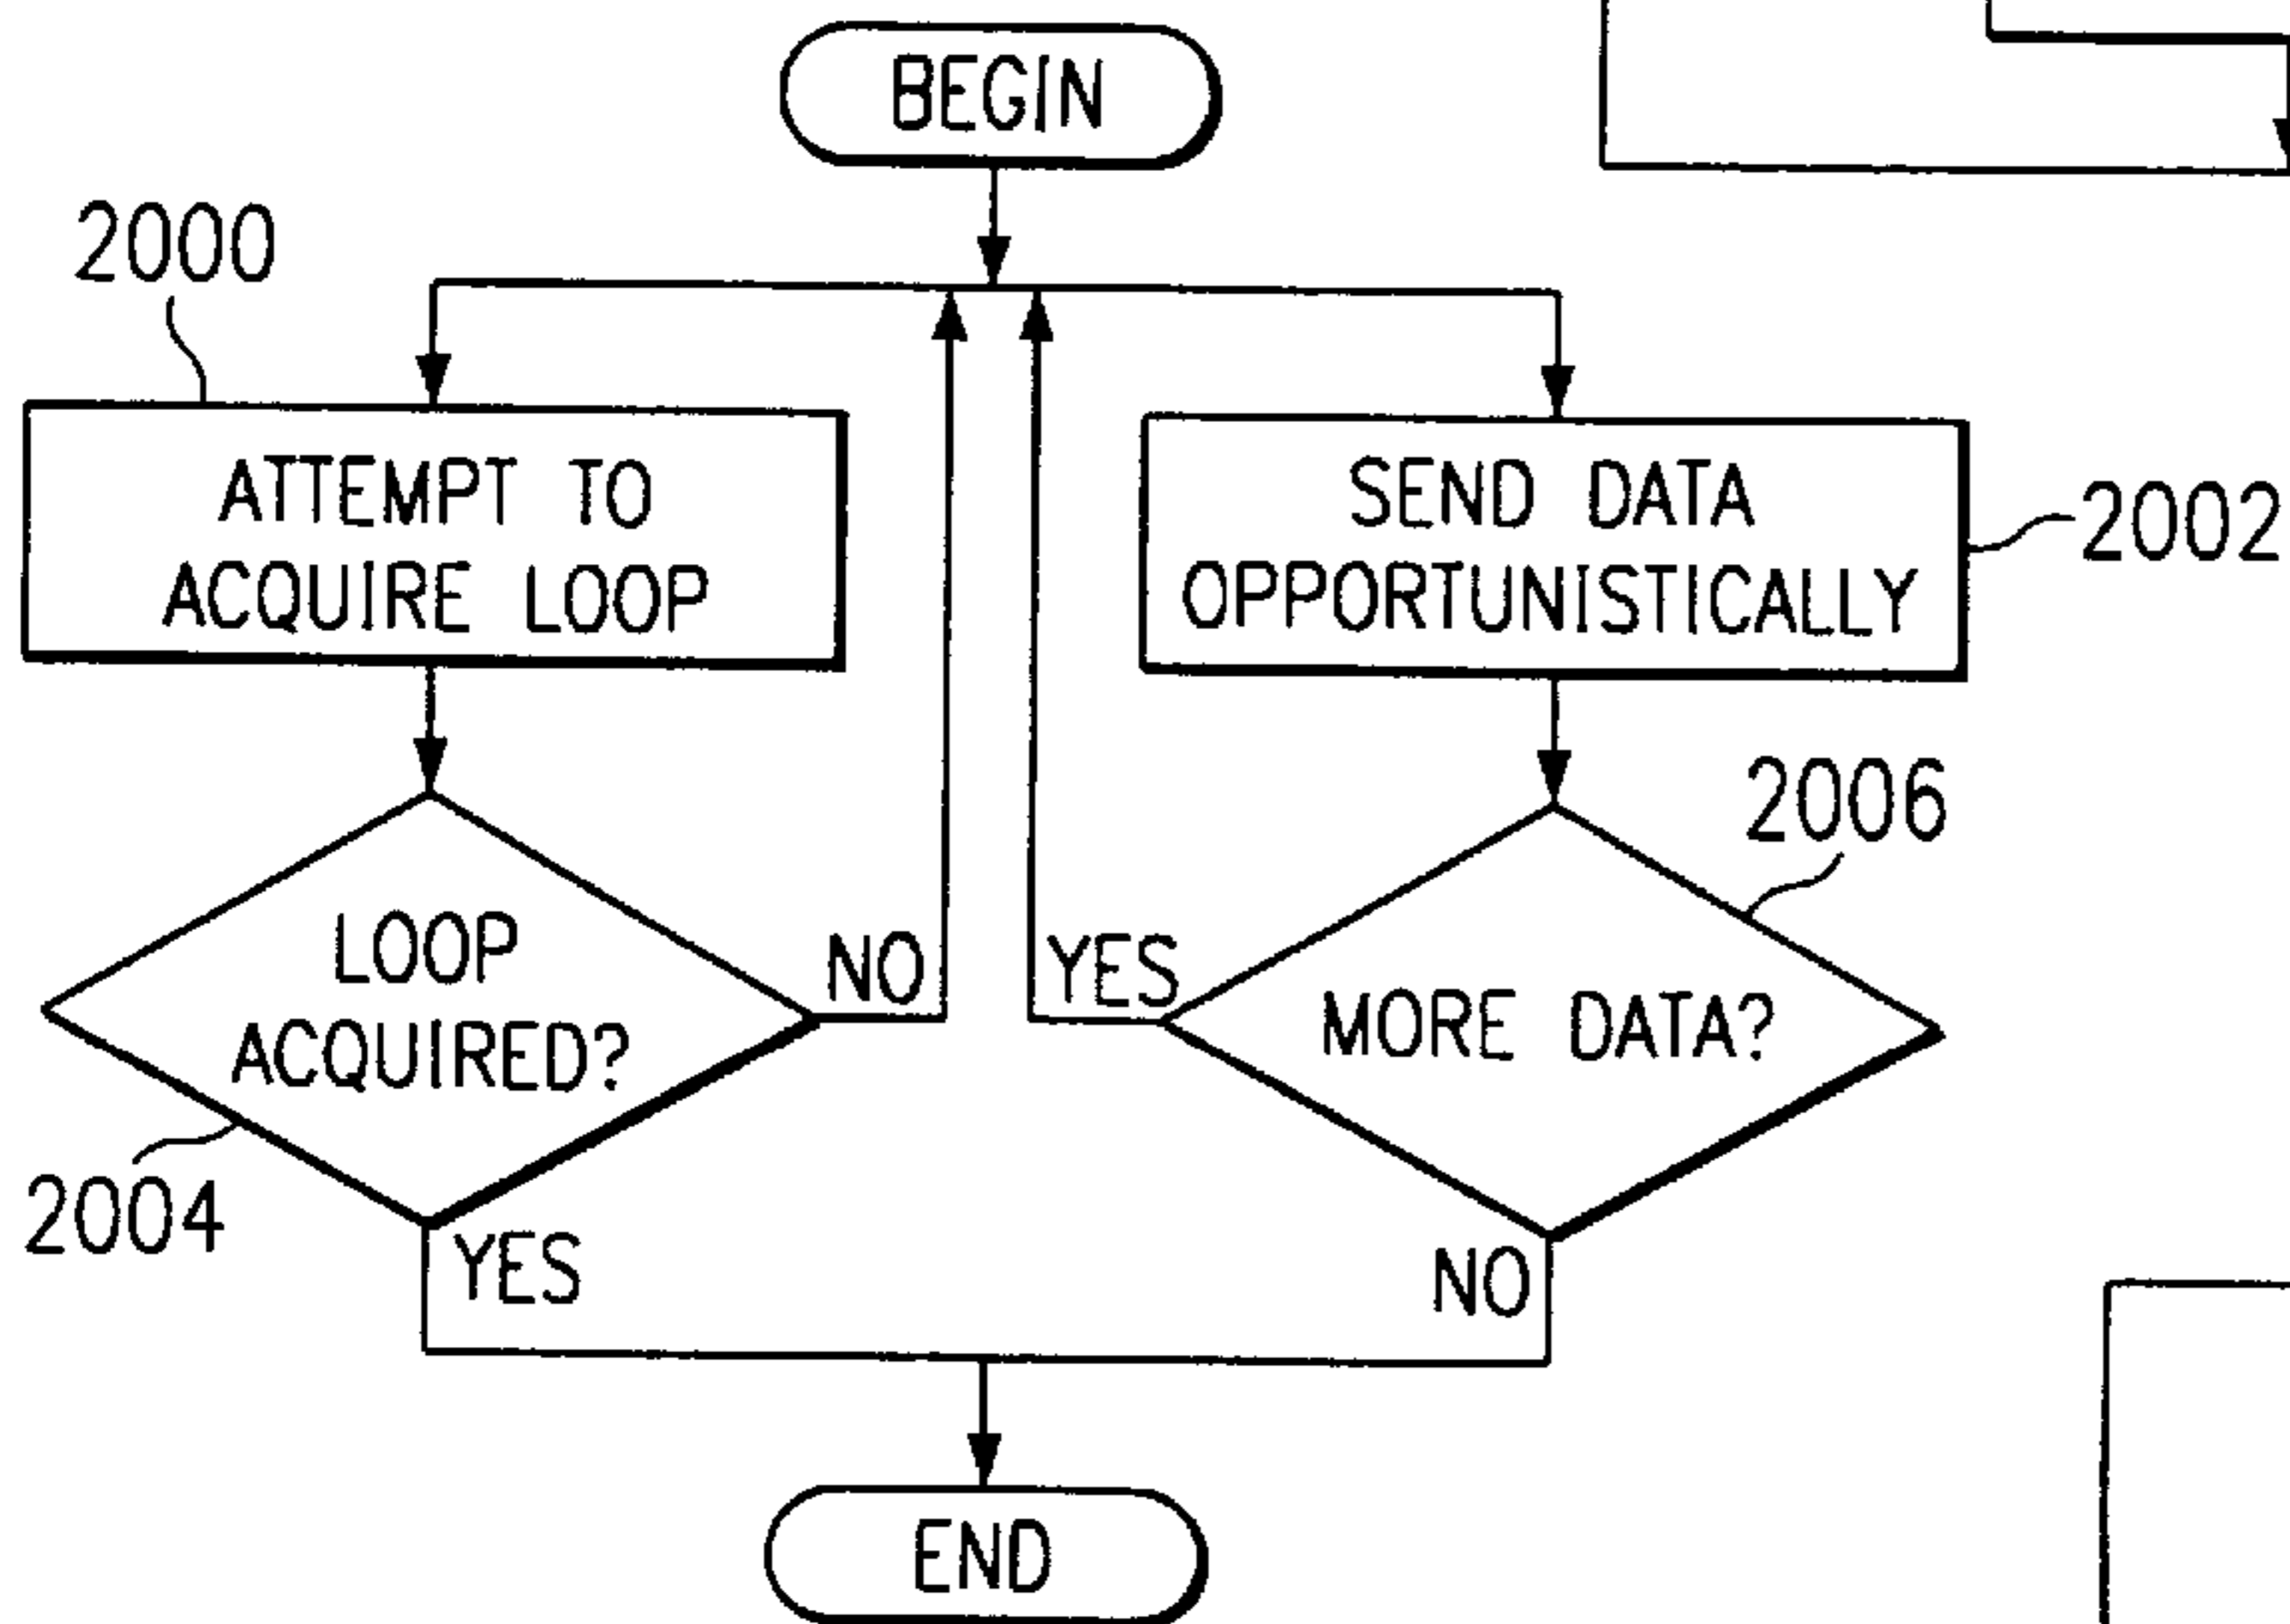 BEGIN
2000
ATTEMPT TO
ACQUIRE LOOP
SEND DATA
OPPORTUNISTICALLY
2002
2006
LOOP
ACQUIRED?
NO
YES
MORE DATA?
2004
YES
NO
END